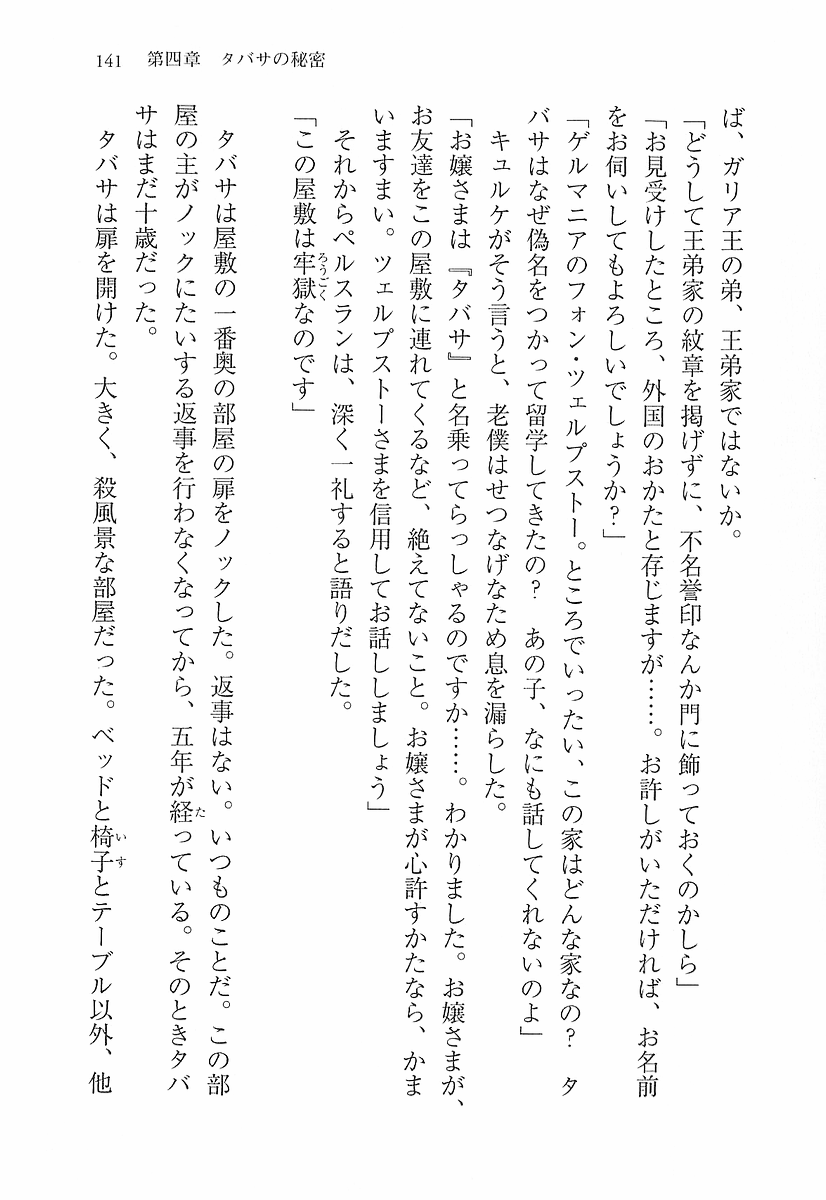 141　第四章　タバサの秘密
ば、ガリア王の弟、王弟家ではないか。
「どうして王弟家の紋章を掲げずに、不名誉印なんか門に飾っておくのかしら」
「お見受けしたところ、外国のおかたと存じますが……。お許しがいただければ、お名前
をお伺いしてもよろしいでしょうか？」
「ゲルマニアのフォン・ツェルプストー。ところでいったい、この家はどんな家なの？　タ
バサはなぜ偽名をつかって留学してきたの？　あの子、なにも話してくれないのよ」
キュルケがそう言うと、老僕はせつなげなため息を漏らした。
「お嬢さまは『タバサ』と名乗ってらっしゃるのですか……。わかりました。お嬢さまが、
お友達をこの屋敷に連れてくるなど、絶えてないこと。お嬢さまが心許すかたなら、かま
いますまい。ツェルプストーさまを信用してお話ししましょう」
それからペルスランは、深く一礼すると語りだした。
「この屋敷は牢獄なのです」
タバサは屋敷の一番奥の部屋の扉をノックした。返事はない。いつものことだ。この部
屋の主がノックにたいする返事を行わなくなってから、五年が経っている。そのときタバ
サはまだ十歳だった。
タバサは扉を開けた。大きく、殺風景な部屋だった。ベッドと椅子とテーブル以外、他